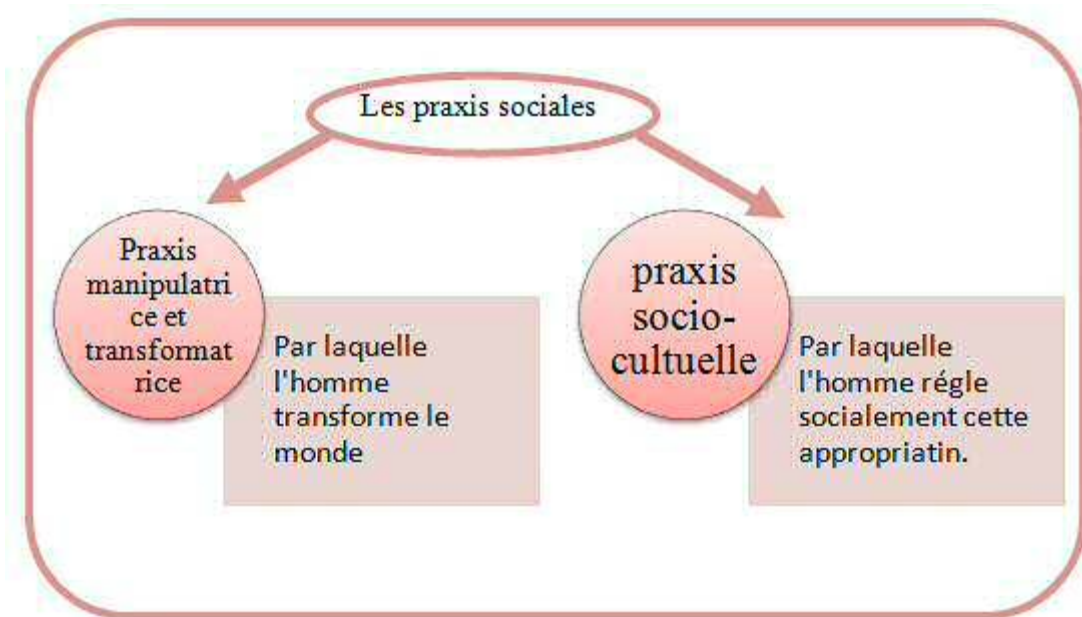 Les praxis sociales
Praxis
manipulatri
ce et
transformat
rice
Par laquelle
l'homme
transforme le
monde
praxis
socio-
cultuelle
Par laquelle
l'homme régle
socialement cette
appropriatin.